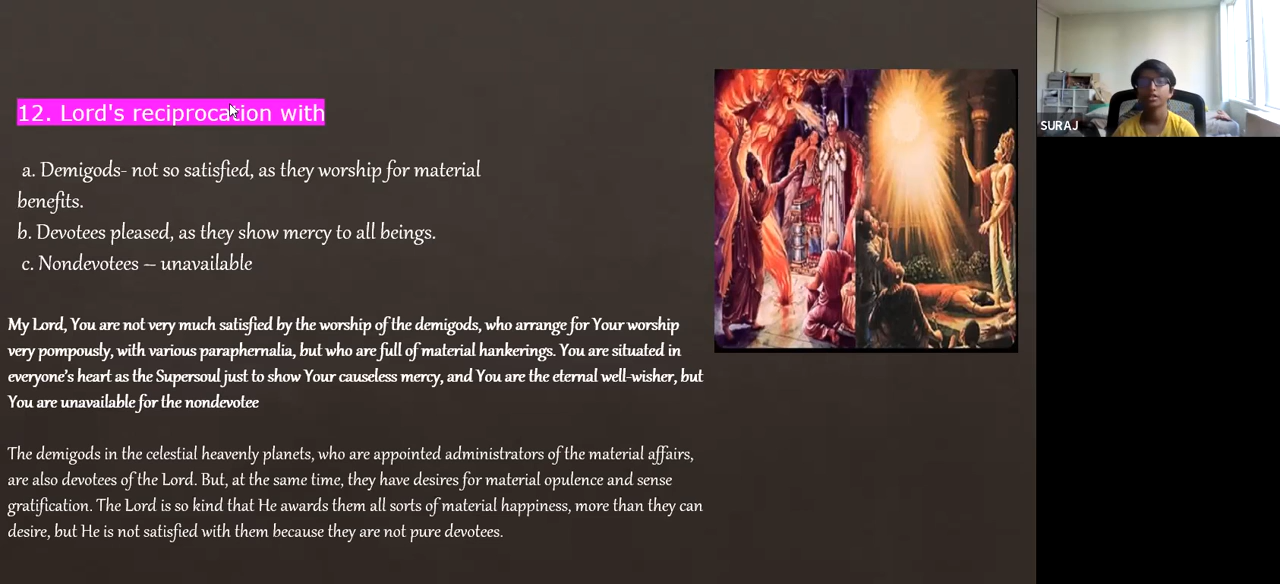 12. Lord's reciprocation with
a. Demigods- not so satisfied, as they worship for material
benefits.
b. Devotees pleased, as they show mercy to all beings.
c. Nondevotees – unavailable
My Lord, You are not very much satisfied by the worship of the demigods, who arrange for Your worship
very pompously, with various paraphernalia, but who are full of material hankerings. You are situated in
everyone's heart as the Supersoul just to show Your causeless mercy, and You are the eternal well-wisher, but
You are unavailable for the nondevotee
The demigods in the celestial heavenly planets, who are appointed administrators of the material affairs,
are also devotees of the Lord. But, at the same time, they have desires for material opulence and sense
gratification. The Lord is so kind that He awards them all sorts of material happiness, more than they can
desire, but He is not satisfied with them because they are not pure devotees.
SURAJ